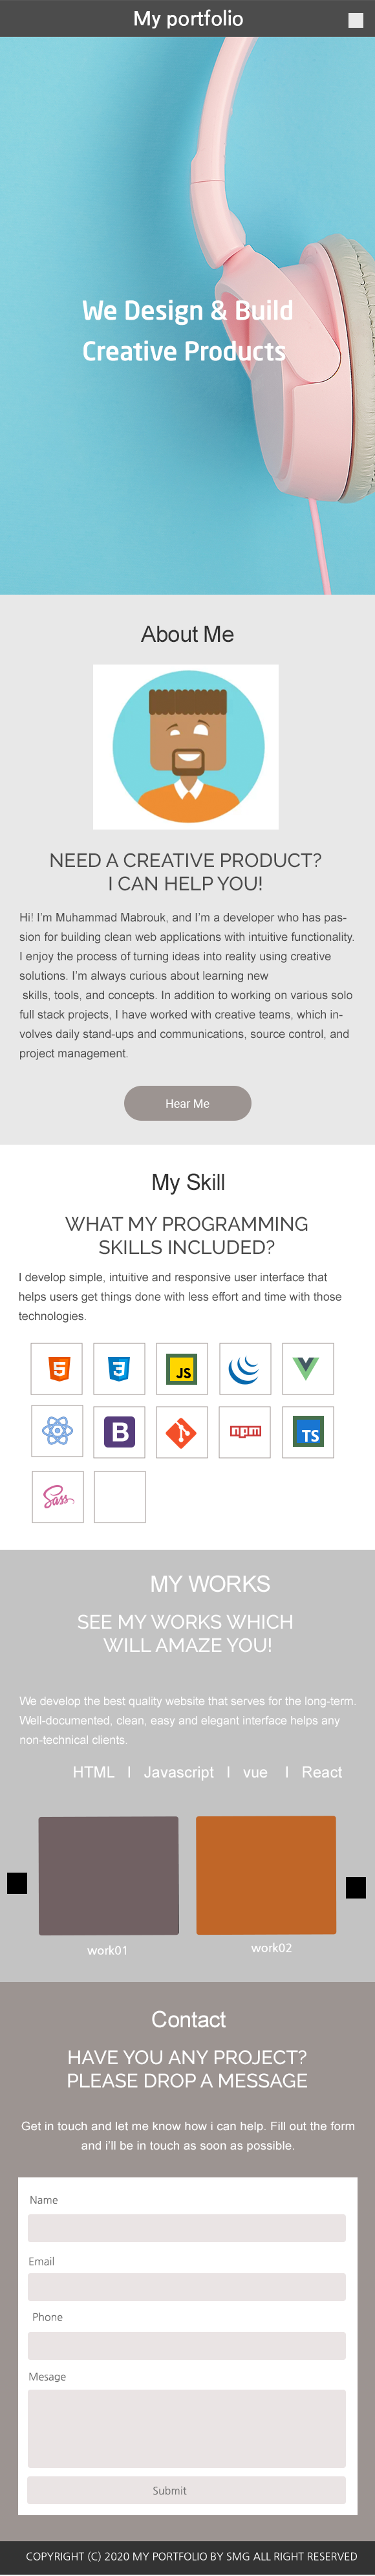 My portfolio
We Design & Build
Creative Products
About Me
NEED A CREATIVE PRODUCT?
I CAN HELP YOU!
Hi! I'm Muhammad Mabrouk, and I'm a developer who has pas-
sion for building clean web applications with intuitive functionality.
I enjoy the process of turning ideas into reality using creative
solutions. I'm always curious about learning new
skills, tools, and concepts. In addition to working on various solo
full stack projects, I have worked with creative teams, which in-
volves daily stand-ups and communications, source control, and
project management.
Hear Me
My Skill
WHAT MY PROGRAMMING
SKILLS INCLUDED?
I develop simple, intuitive and responsive user interface that
helps users get things done with less effort and time with those
technologies.
5 3 JS
B npm TS
Sass
MY WORKS
SEE MY WORKS WHICH
WILL AMAZE YOU!
We develop the best quality website that serves for the long-term.
Well-documented, clean, easy and elegant interface helps any
non-technical clients.
HTML I Javascript I vue I React
work01 work02
Contact
HAVE YOU ANY PROJECT?
PLEASE DROP A MESSAGE
Get in touch and let me know how i can help. Fill out the form
and i'll be in touch as soon as possible.
Name
Email
Phone
Mesage
Submit
COPYRIGHT (C) 2020 MY PORTFOLIO BY SMG ALL RIGHT RESERVED